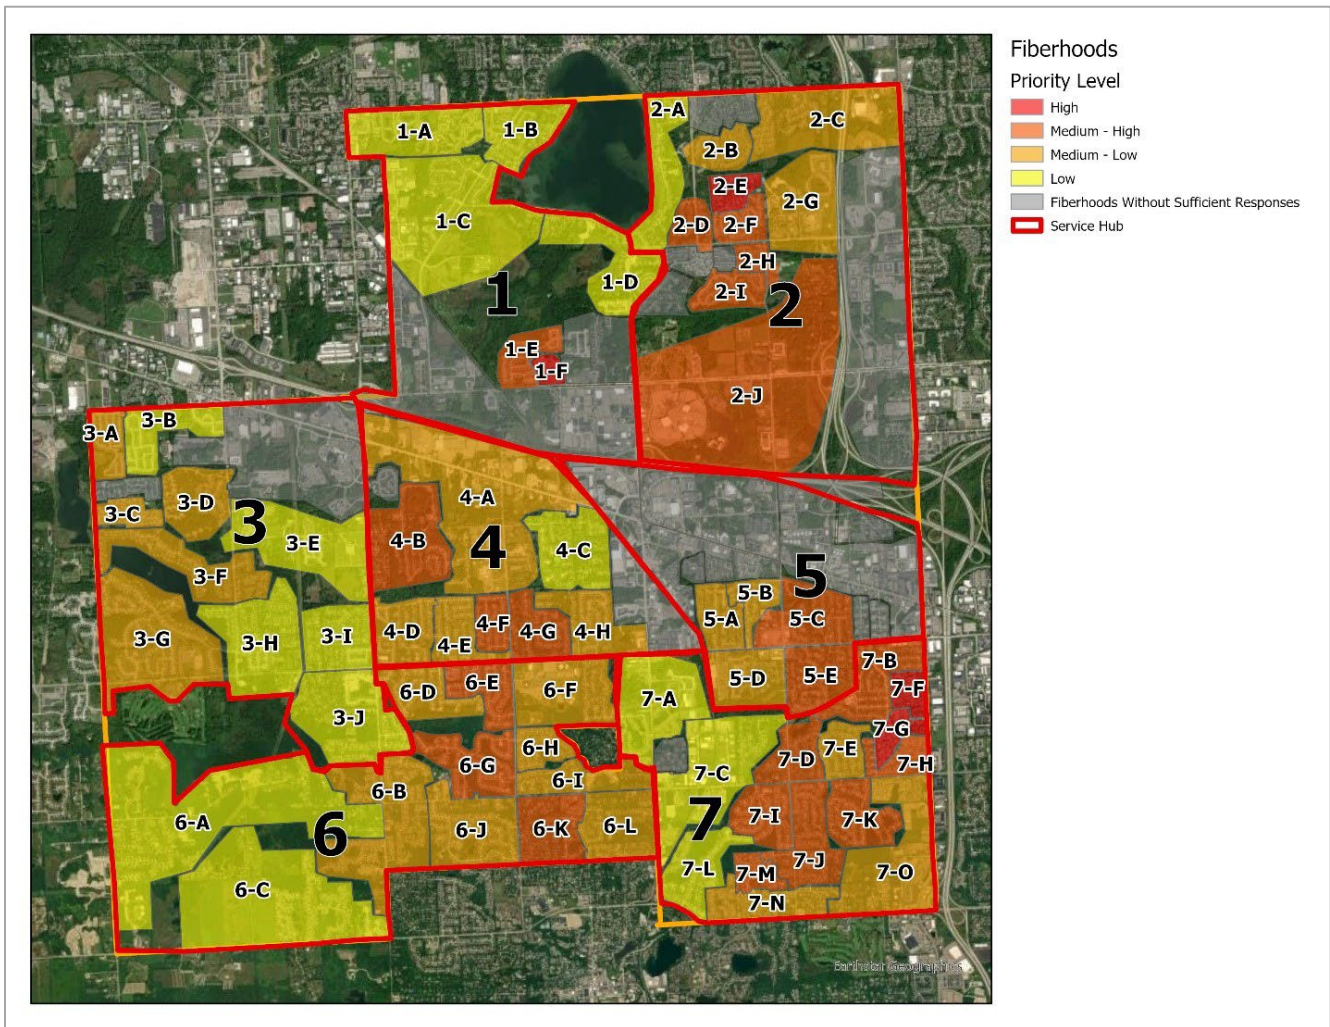 Fiberhoods
Priority Level
High
Medium - High
Medium - Low
Low
Fiberhoods Without Sufficient Responses
Service Hub
1-A
1-B
1-C
1-D
1
1-E
1-F
2-A
2-B
2-C
2-E
2-G
2-D
2-F
2-H
2-I
2
2-J
3-A
3-B
3-C
3-D
3
3-E
3-F
3-G
3-H
3-I
3-J
4-A
4-B
4
4-C
4-D
4-E
4-F
4-G
4-H
5
5-A
5-B
5-C
5-D
5-E
6-A
6-B
6-C
6-D
6-E
6-F
6-G
6-H
6-I
6
6-J
6-K
6-L
7-A
7-B
7-C
7-D
7-E
7-F
7-G
7-H
7
7-I
7-J
7-K
7-L
7-M
7-N
7-O
Earthstar Geographics